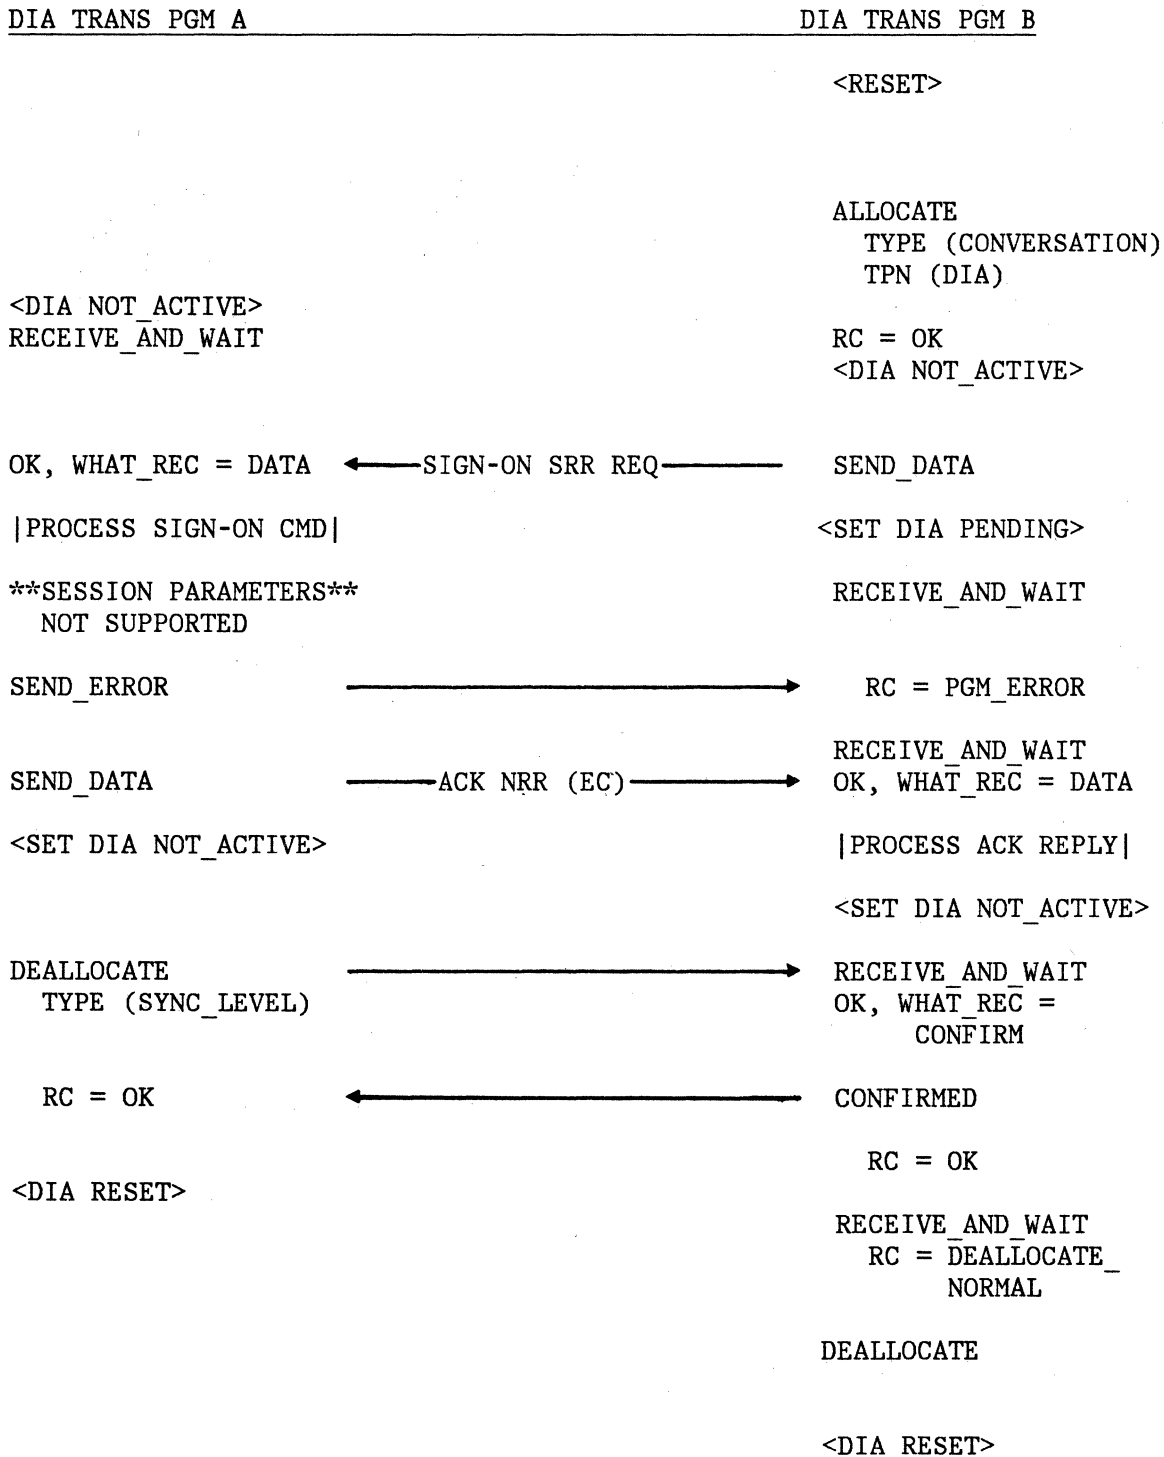 DIA TRANS PGM A DIA TRANS PGM B
<RESET>
ALLOCATE
TYPE (CONVERSATION)
TPN (DIA)
<DIA NOT_ACTIVE>
RECEIVE_AND_WAIT RC = OK
<DIA NOT_ACTIVE>
OK, WHAT_REC = DATA SIGN-ON SRR REQ SEND_DATA
|PROCESS SIGN-ON CMD| <SET DIA PENDING>
**SESSION PARAMETERS** RECEIVE_AND_WAIT
NOT SUPPORTED
SEND_ERROR RC = PGM_ERROR
RECEIVE_AND_WAIT
SEND_DATA ACK NRR (EC) OK, WHAT_REC = DATA
<SET DIA NOT_ACTIVE> |PROCESS ACK REPLY|
<SET DIA NOT_ACTIVE>
DEALLOCATE RECEIVE_AND_WAIT
TYPE (SYNC_LEVEL) OK, WHAT_REC =
CONFIRM
RC = OK CONFIRMED
RC = OK
<DIA RESET>
RECEIVE_AND_WAIT
RC = DEALLOCATE_
NORMAL
DEALLOCATE
<DIA RESET>